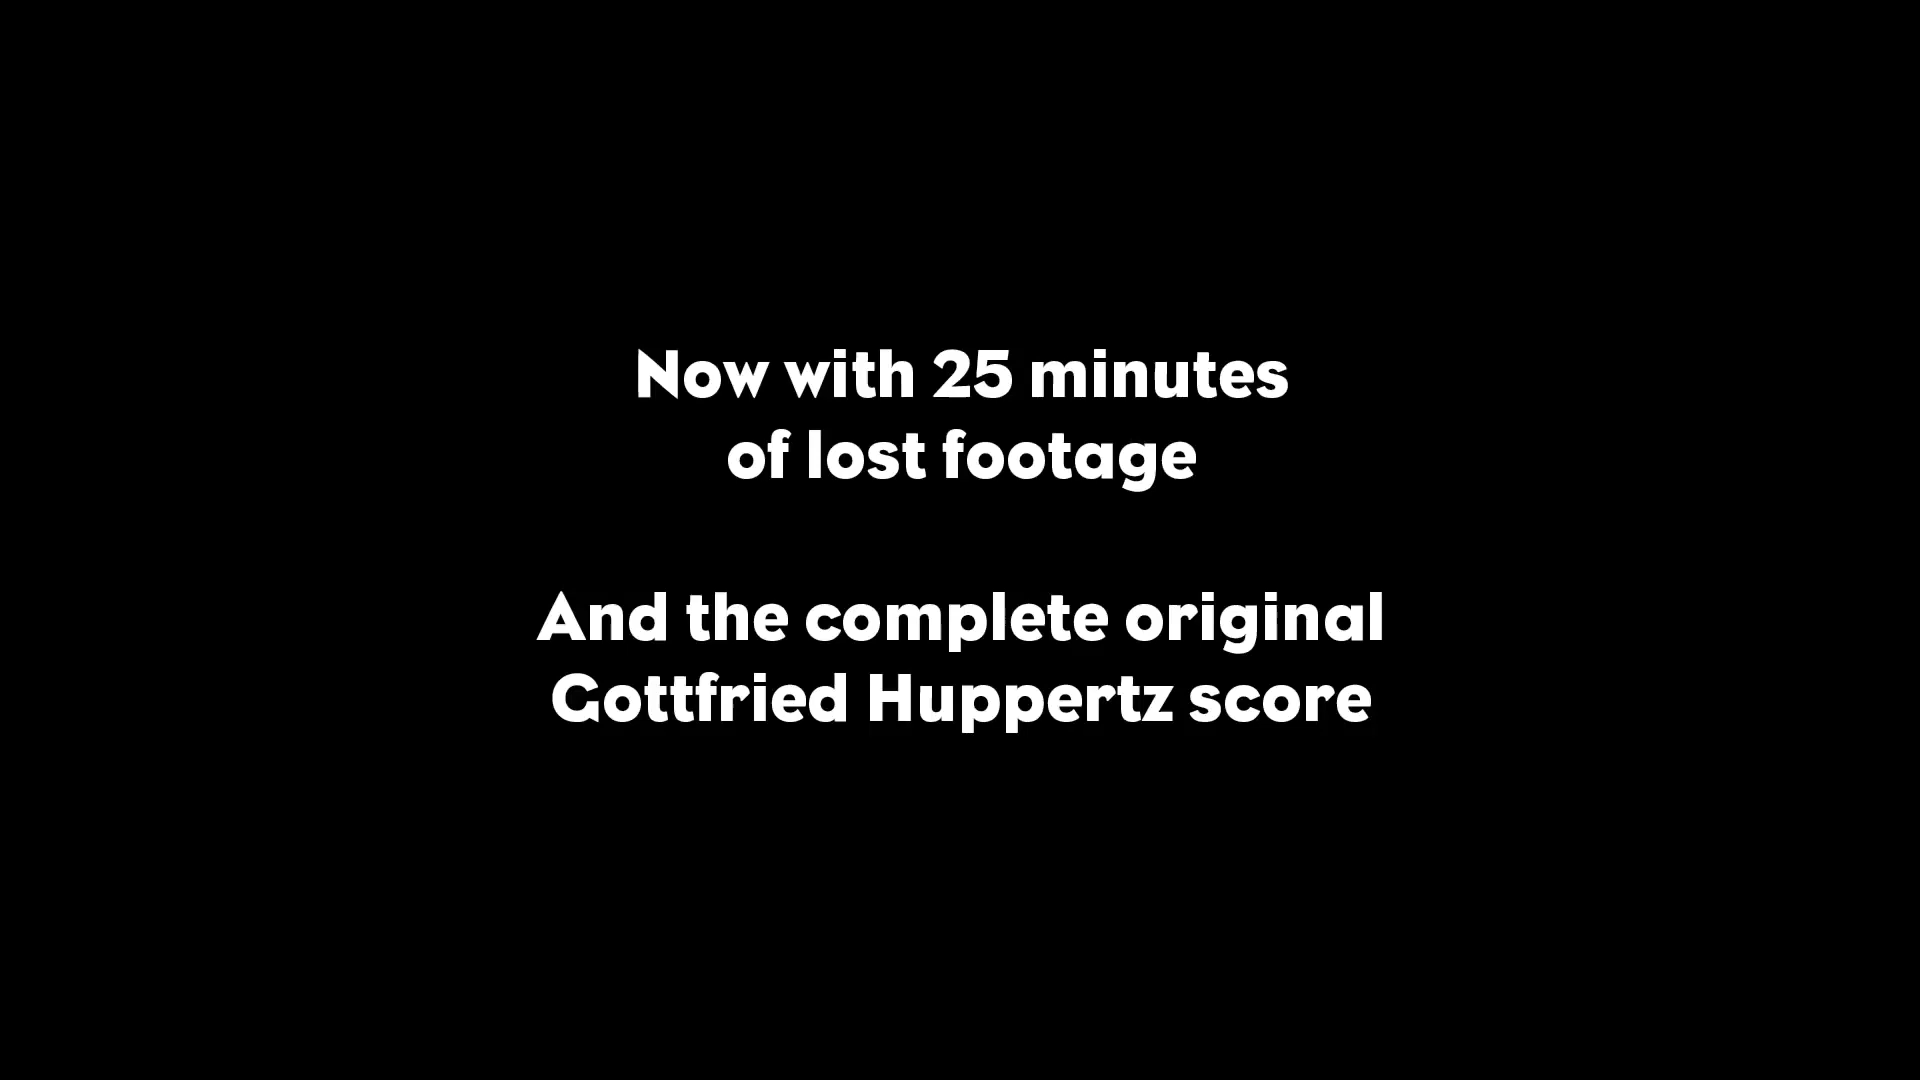 Now with 25 minutes
of lost footage
And the complete original
Gottfried Huppertz score